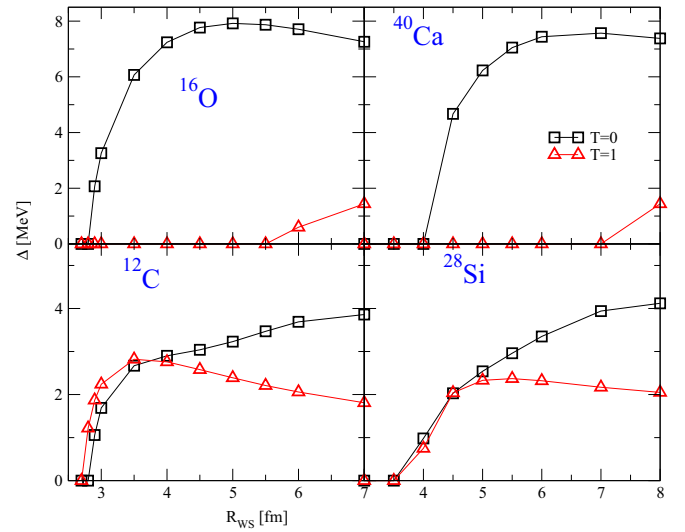 8
6
4
2
0
¹⁶O
⁴⁰Ca
T=0
T=1
Δ [MeV]
4
2
0
¹²C
²⁸Si
3 4 5 6 7 4 5 6 7 8
R_WS [fm]